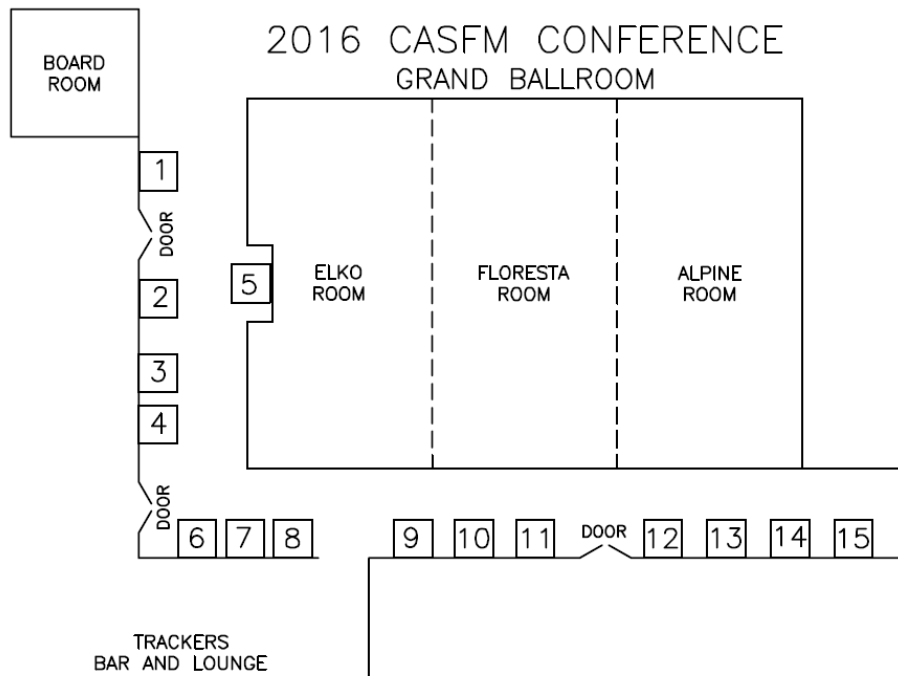 2016 CASFM CONFERENCE
GRAND BALLROOM
BOARD
ROOM
1
DOOR
2
3
4
DOOR
5
ELKO
ROOM
FLORESTA
ROOM
ALPINE
ROOM
6
7
8
9
10
11
DOOR
12
13
14
15
TRACKERS
BAR AND LOUNGE